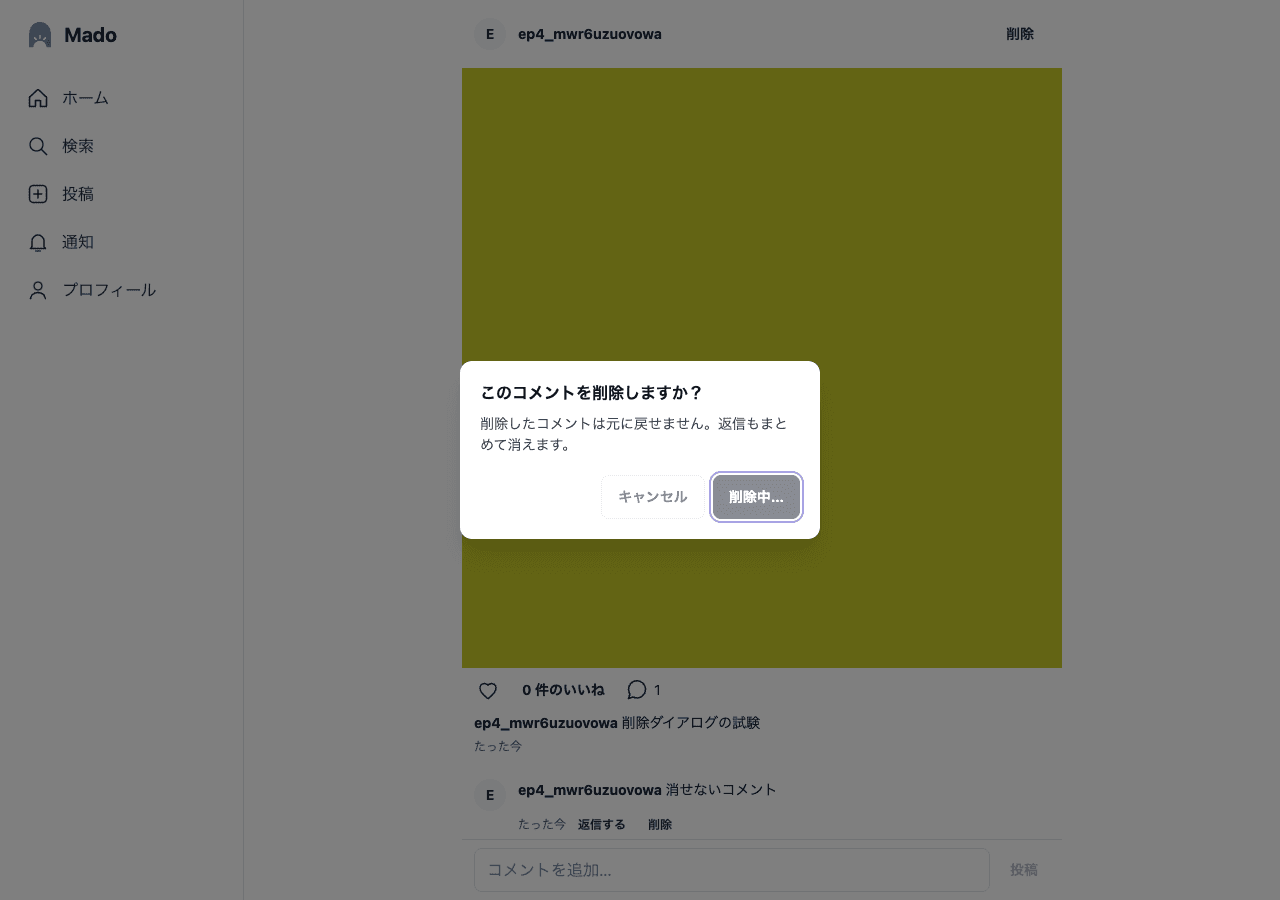 Mado
ホーム
検索
投稿
通知
プロフィール
E ep4_mwr6uzuovowa 削除
このコメントを削除しますか？
削除したコメントは元に戻せません。返信もまと
めて消えます。
キャンセル 削除中...
0 件のいいね 1
ep4_mwr6uzuovowa 削除ダイアログの試験
たった今
E ep4_mwr6uzuovowa 消せないコメント
たった今 返信する 削除
コメントを追加... 投稿